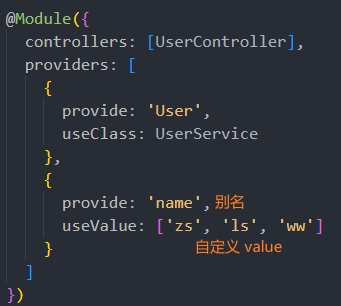 @Module({
  controllers: [UserController],
  providers: [
    {
      provide: 'User',
      useClass: UserService
    },
    {
      provide: 'name', 别名
      useValue: ['zs', 'ls', 'ww']
    }                自定义 value
  ]
})